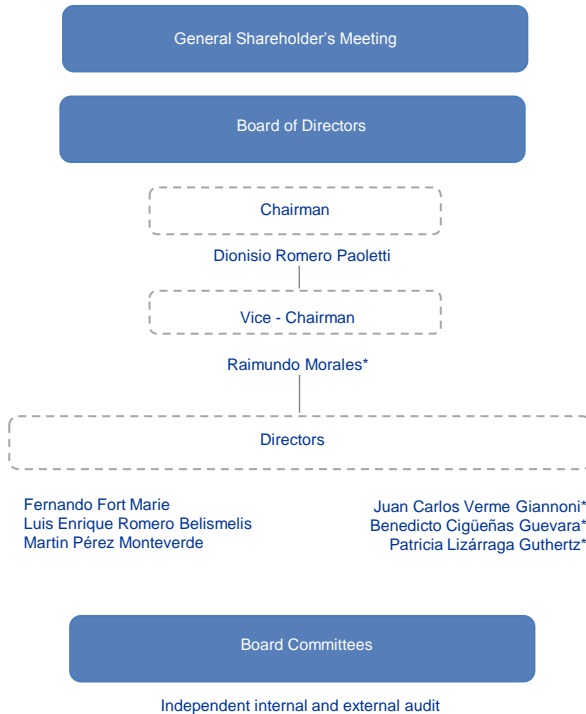 General Shareholder's Meeting
Board of Directors
Chairman
Dionisio Romero Paoletti
Vice - Chairman
Raimundo Morales*
Directors
Fernando Fort Marie
Luis Enrique Romero Belismelis
Martin Pérez Monteverde
Juan Carlos Verme Giannoni*
Benedicto Cigüeñas Guevara*
Patricia Lizárraga Guthertz*
Board Committees
Independent internal and external audit